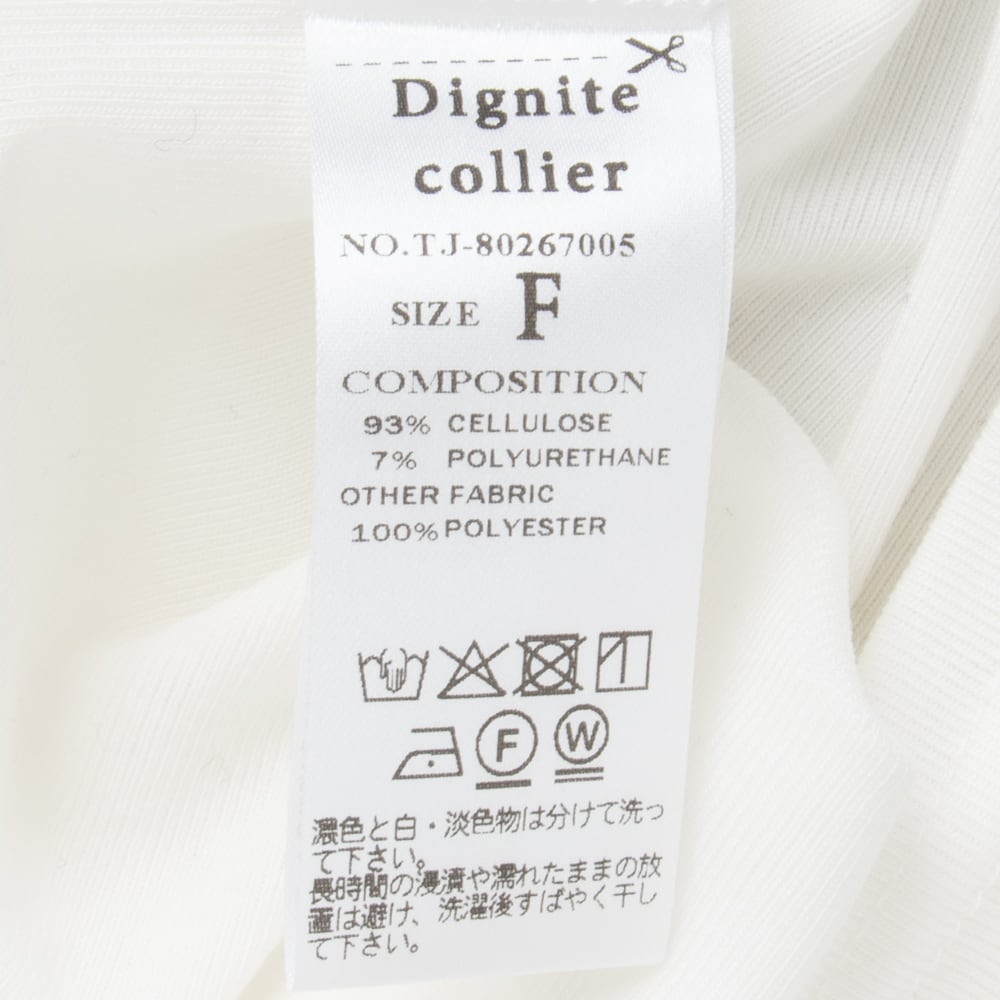 Dignite
collier
NO.TJ-80267005
SIZE F
COMPOSITION
93% CELLULOSE
7% POLYURETHANE
OTHER FABRIC
100% POLYESTER
F W
濃色と白・淡色物は分けて洗っ
て下さい。
長時間の浸漬や濡れたままの放
置は避け、洗濯後すばやく干し
て下さい。